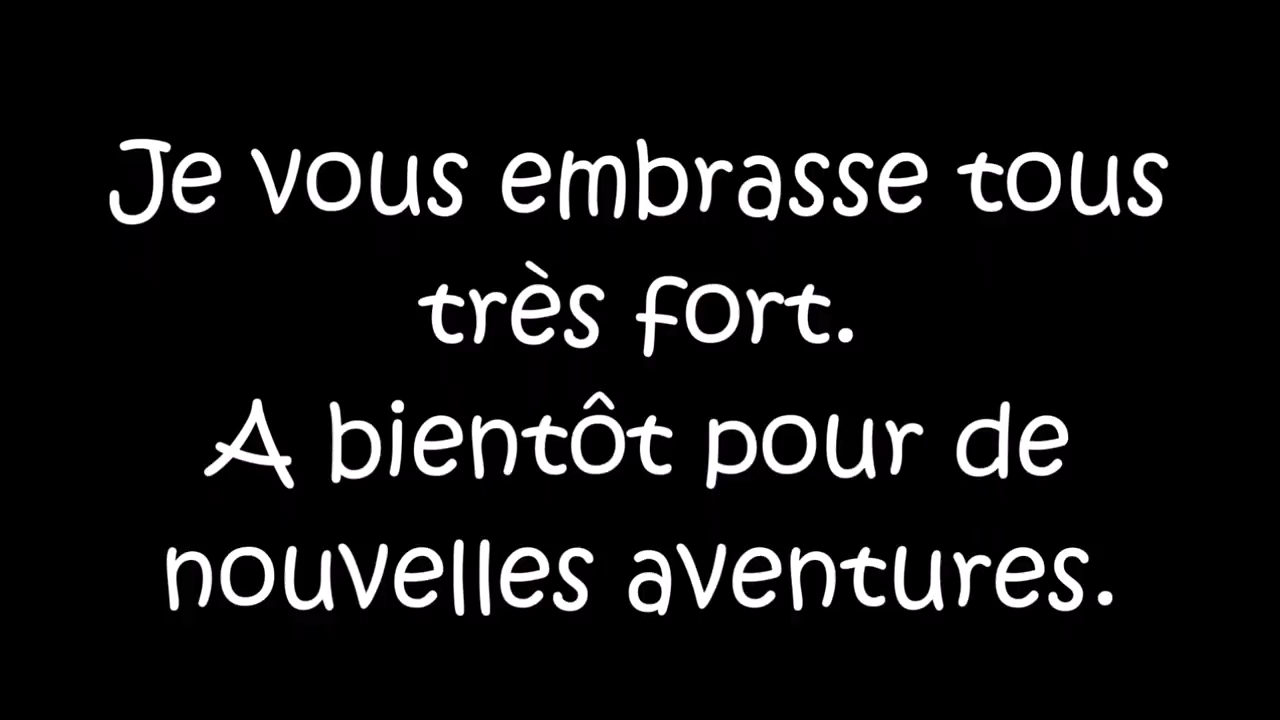 Je vous embrasse tous
très fort.
A bientôt pour de
nouvelles aventures.